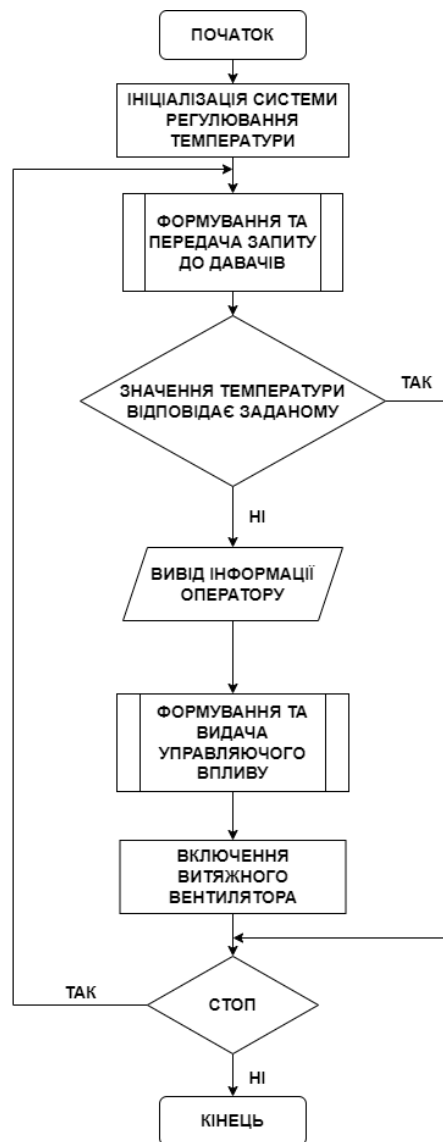 ПОЧАТОК
ІНІЦІАЛІЗАЦІЯ СИСТЕМИ
РЕГУЛЮВАННЯ
ТЕМПЕРАТУРИ
ФОРМУВАННЯ ТА
ПЕРЕДАЧА ЗАПИТУ
ДО ДАВАЧІВ
ЗНАЧЕННЯ ТЕМПЕРАТУРИ
ВІДПОВІДАЄ ЗАДАНОМУ
ТАК
НІ
ВИВІД ІНФОРМАЦІЇ
ОПЕРАТОРУ
ФОРМУВАННЯ ТА
ВИДАЧА
УПРАВЛЯЮЧОГО
ВПЛИВУ
ВКЛЮЧЕННЯ
ВИТЯЖНОГО
ВЕНТИЛЯТОРА
ТАК
СТОП
НІ
КІНЕЦЬ